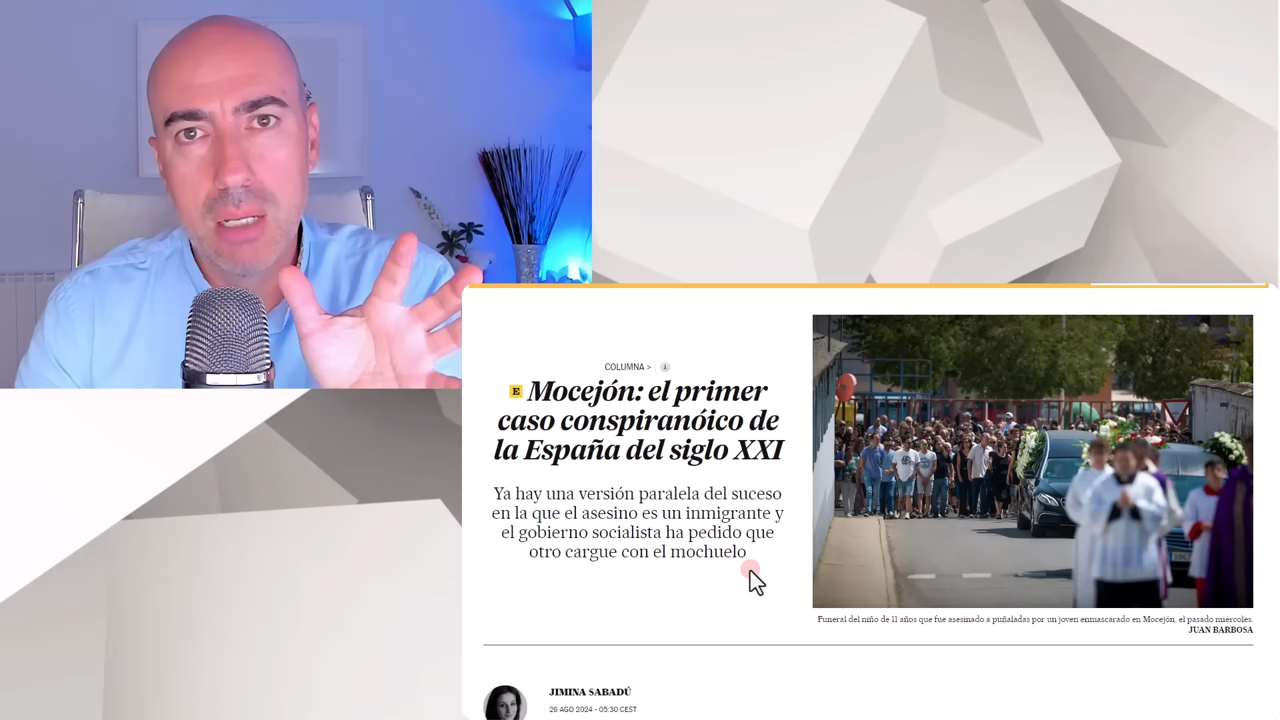 COLUMNA >
E Mocejón: el primer
caso conspiranóico de
la España del siglo XXI
Ya hay una versión paralela del suceso
en la que el asesino es un inmigrante y
el gobierno socialista ha pedido que
otro cargue con el mochuelo
Funeral del niño de 11 años que fue asesinado a puñaladas por un joven enmascarado en Mocejón, el pasado miércoles.
JUAN BARBOSA
JIMINA SABADÚ
26 AGO 2024 - 05:30 CEST